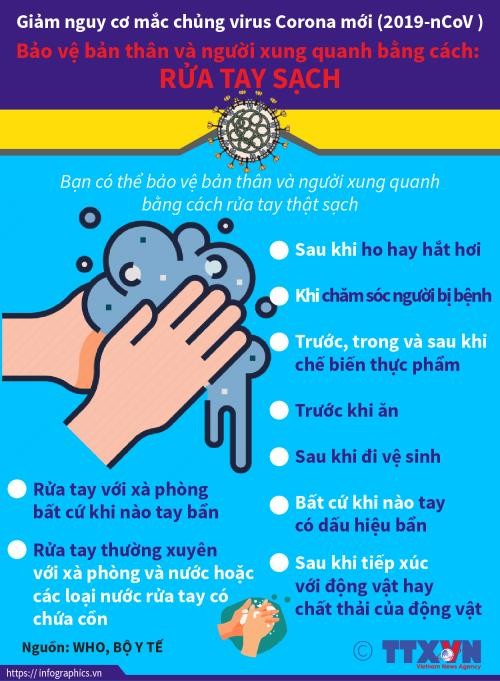 Giảm nguy cơ mắc chủng virus Corona mới (2019-nCoV )
Bảo vệ bản thân và người xung quanh bằng cách:
RỬA TAY SẠCH
Bạn có thể bảo vệ bản thân và người xung quanh
bằng cách rửa tay thật sạch
Sau khi ho hay hắt hơi
Khi chăm sóc người bị bệnh
Trước, trong và sau khi
chế biến thực phẩm
Trước khi ăn
Sau khi đi vệ sinh
Bất cứ khi nào tay
có dấu hiệu bẩn
Sau khi tiếp xúc
với động vật hay
chất thải của động vật
Rửa tay với xà phòng
bất cứ khi nào tay bẩn
Rửa tay thường xuyên
với xà phòng và nước hoặc
các loại nước rửa tay có
chứa cồn
Nguồn: WHO, BỘ Y TẾ
© TTXVN
Vietnam News Agency
https://infographics.vn